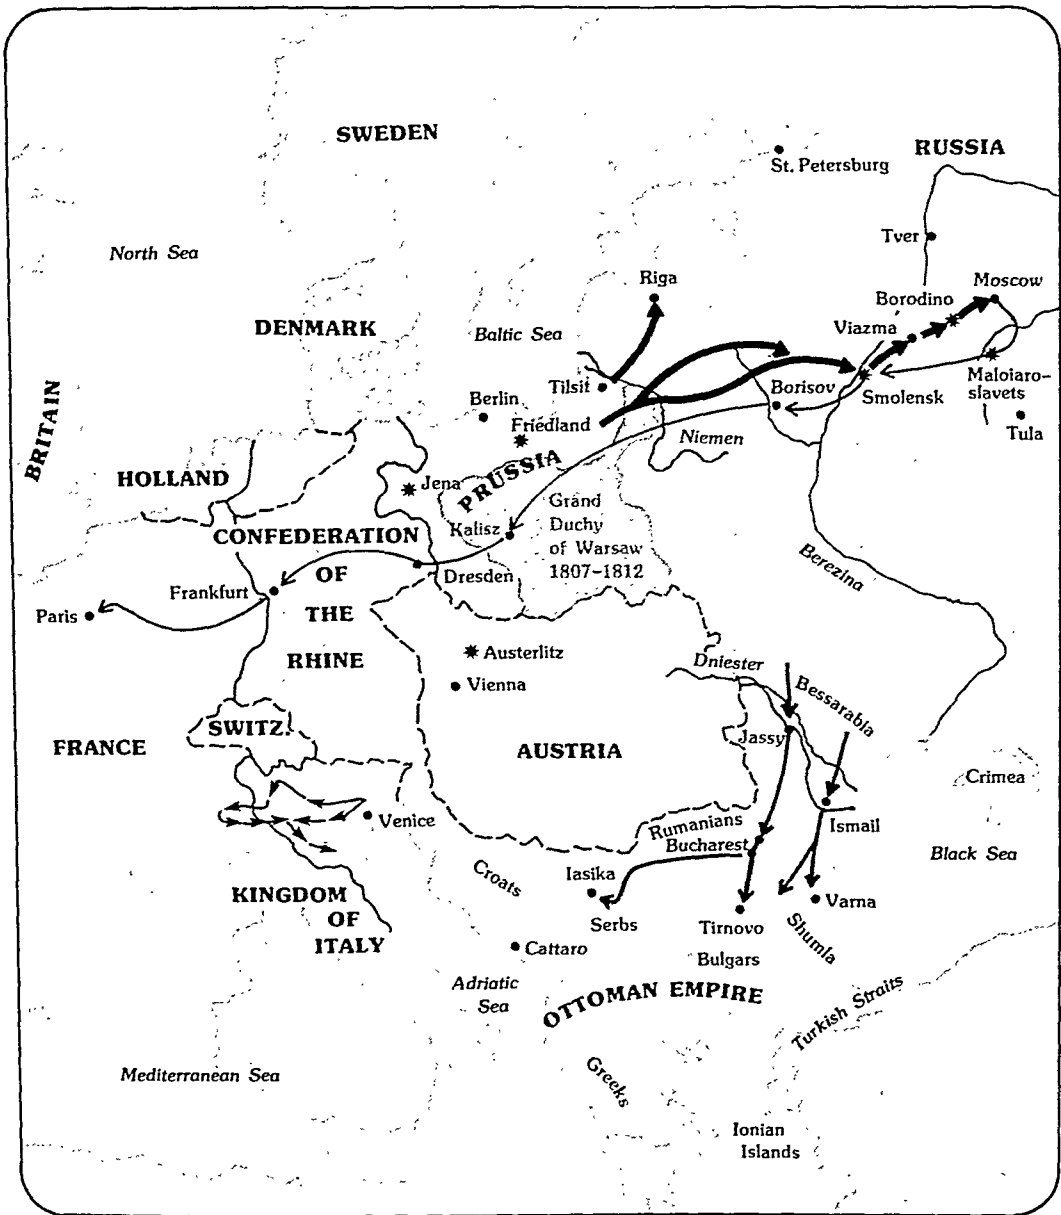 SWEDEN
RUSSIA
St. Petersburg
Tver
North Sea
Riga
Moscow
Borodino
DENMARK
Baltic Sea
Viazma
Tilsit
Borisov
Smolensk
Maloiaro-
slavets
Berlin
Friedland
Tula
BRITAIN
Niemen
HOLLAND
Jena
PRUSSIA
Kalisz
Grand
Duchy
of Warsaw
1807–1812
CONFEDERATION
OF
THE
RHINE
Dresden
Berezina
Frankfurt
Paris
Austerlitz
Vienna
Dniester
Bessarabia
SWITZ.
FRANCE
AUSTRIA
Jassy
Crimea
Venice
Rumanians
Bucharest
Ismail
Black Sea
Croats
Iasika
Serbs
KINGDOM
OF
ITALY
Varna
Tirnovo
Shumla
Bulgars
Cattaro
Adriatic
Sea
OTTOMAN EMPIRE
Turkish Straits
Mediterranean Sea
Greeks
Ionian
Islands